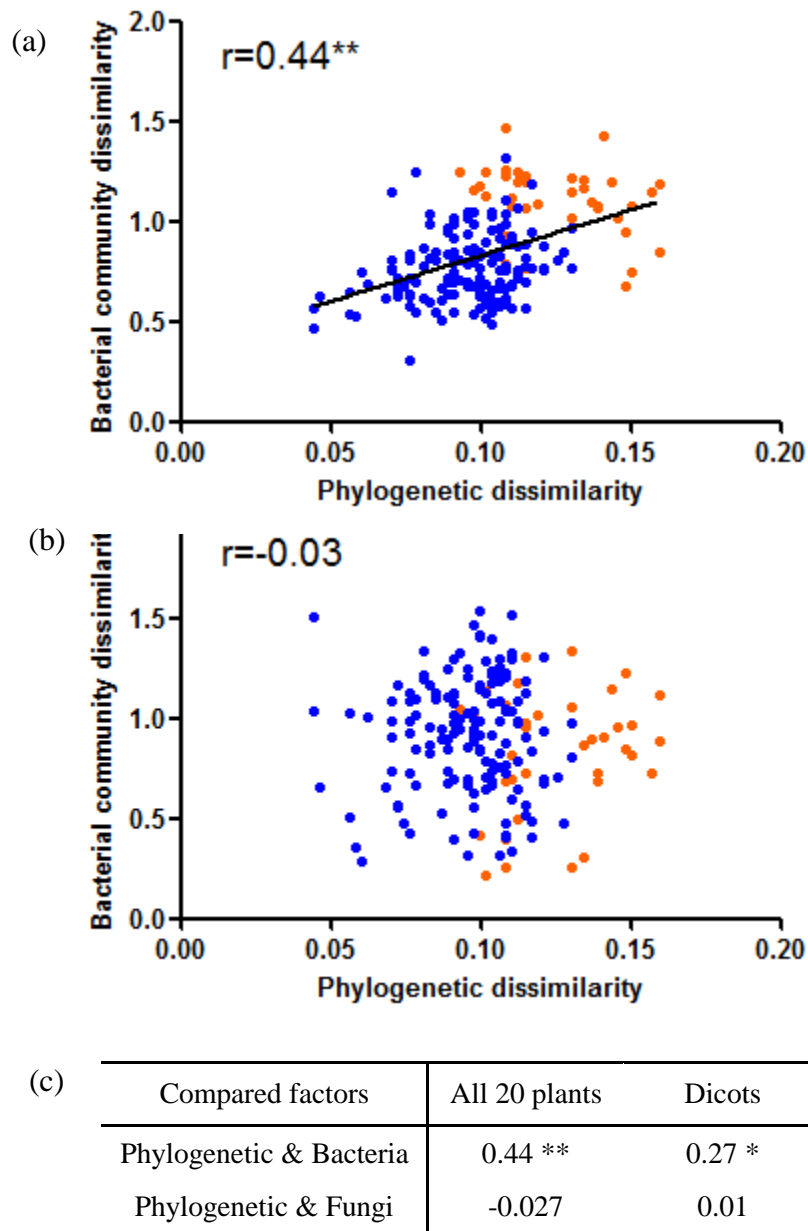 (a)
r=0.44**
Bacterial community dissimilarity
2.0
1.5
1.0
0.5
0.0
0.00 0.05 0.10 0.15 0.20
Phylogenetic dissimilarity
(b)
r=-0.03
Bacterial community dissimilarit
1.5
1.0
0.5
0.0
0.00 0.05 0.10 0.15 0.20
Phylogenetic dissimilarity
(c)
Compared factors All 20 plants Dicots
Phylogenetic & Bacteria 0.44 ** 0.27 *
Phylogenetic & Fungi -0.027 0.01